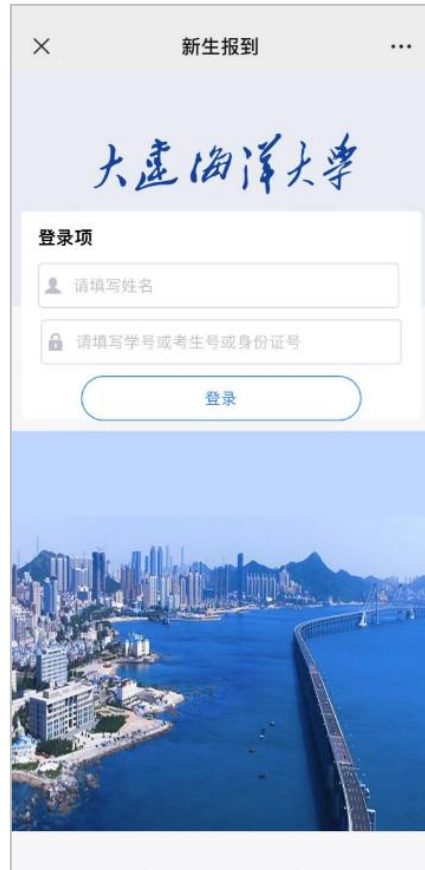 新生报到
大连海洋大学
登录项
请填写姓名
请填写学号或考生号或身份证号
登录